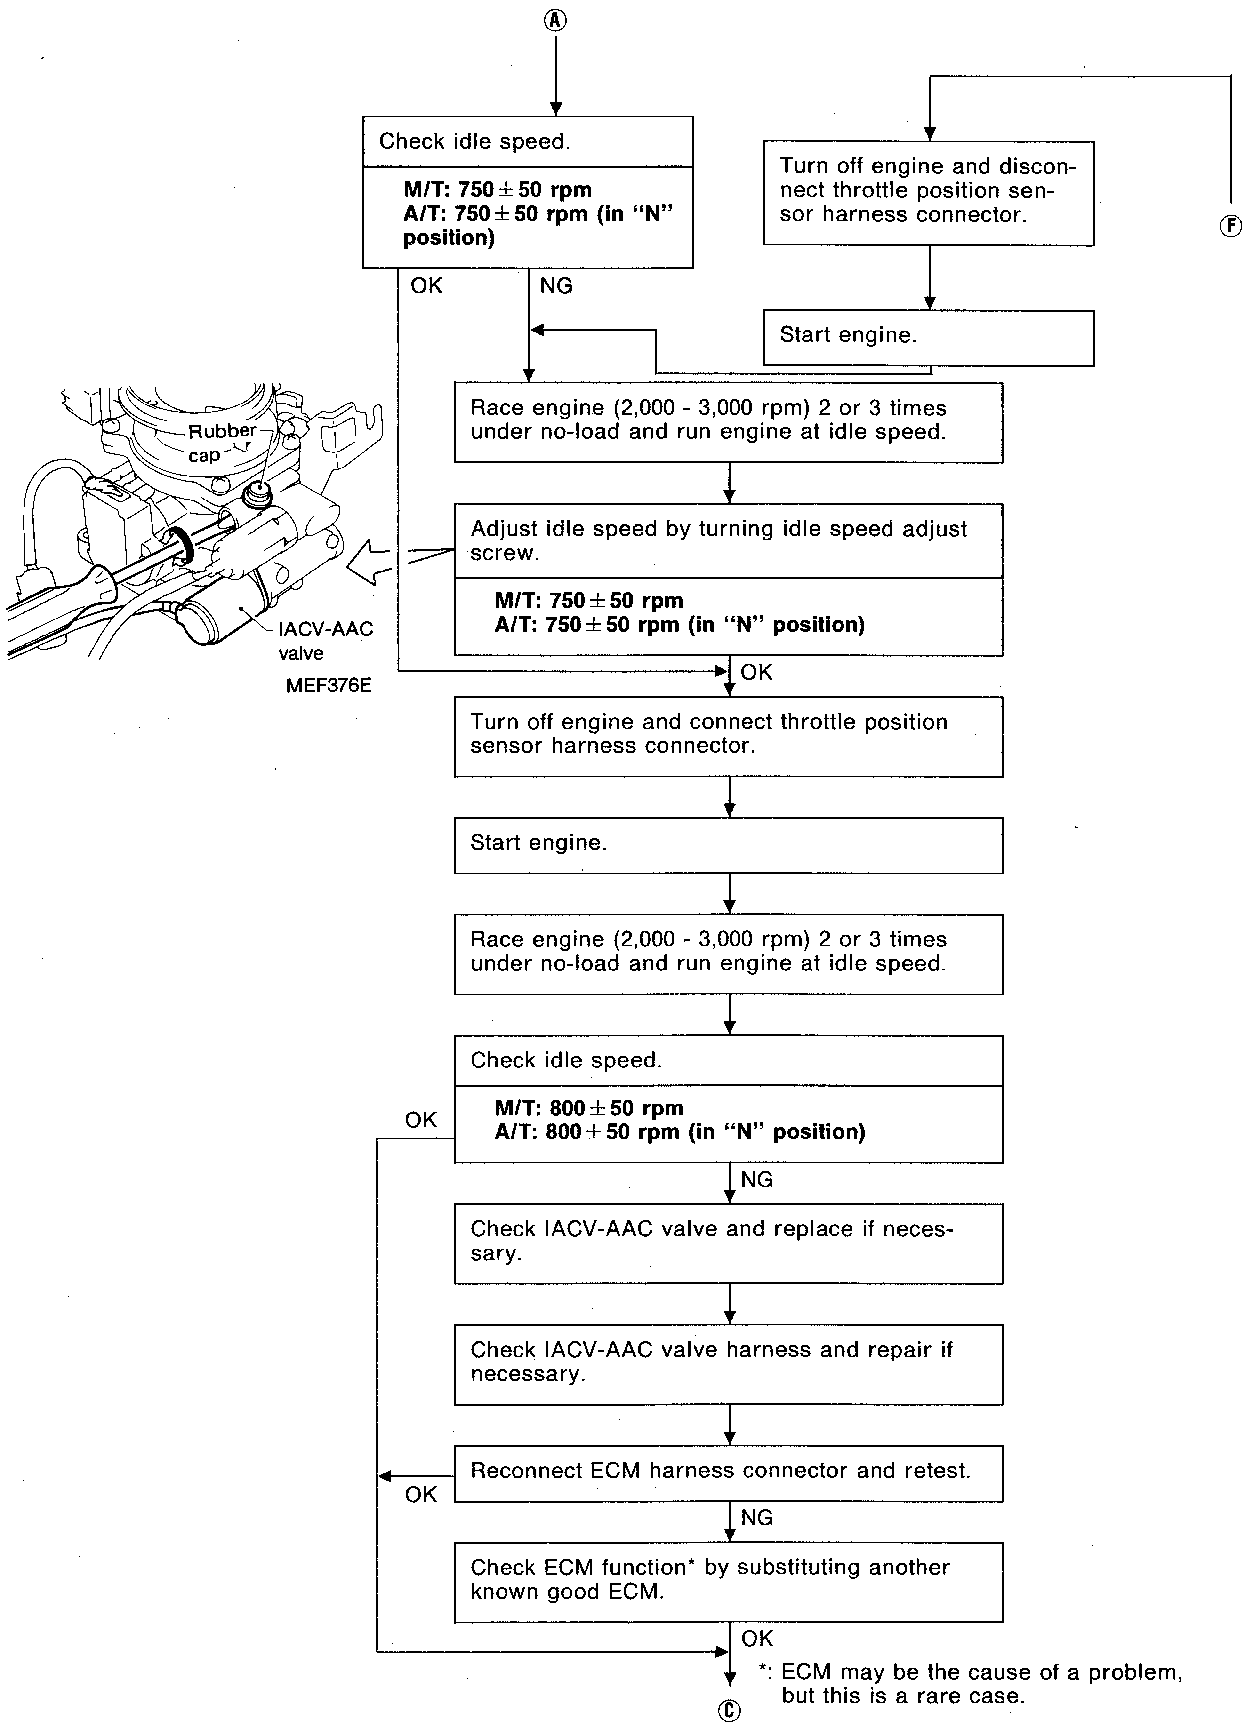 A
Check idle speed.
M/T: 750±50 rpm
A/T: 750±50 rpm (in “N”
position)
OK
NG
Turn off engine and discon-
nect throttle position sen-
sor harness connector.
F
Start engine.
Race engine (2,000 - 3,000 rpm) 2 or 3 times
under no-load and run engine at idle speed.
Rubber
cap
Adjust idle speed by turning idle speed adjust
screw.
M/T: 750±50 rpm
A/T: 750±50 rpm (in “N” position)
IACV-AAC
valve
MEF376E
OK
Turn off engine and connect throttle position
sensor harness connector.
Start engine.
Race engine (2,000 - 3,000 rpm) 2 or 3 times
under no-load and run engine at idle speed.
Check idle speed.
M/T: 800±50 rpm
A/T: 800±50 rpm (in “N” position)
OK
NG
Check IACV-AAC valve and replace if neces-
sary.
Check IACV-AAC valve harness and repair if
necessary.
Reconnect ECM harness connector and retest.
OK
NG
Check ECM function* by substituting another
known good ECM.
OK
*: ECM may be the cause of a problem,
but this is a rare case.
C